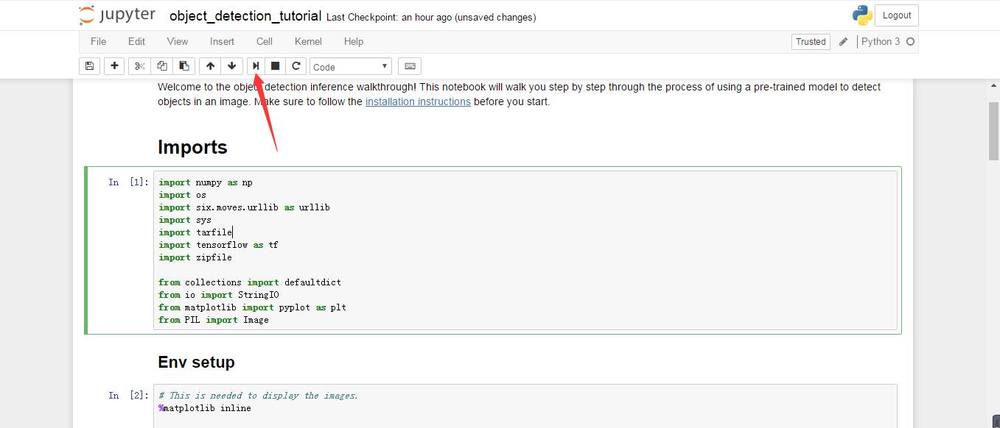 jupyter object_detection_tutorial Last Checkpoint: an hour ago (unsaved changes) Logout
File Edit View Insert Cell Kernel Help Trusted Python 3
Code
Welcome to the object detection inference walkthrough! This notebook will walk you step by step through the process of using a pre-trained model to detect
objects in an image. Make sure to follow the installation instructions before you start.
Imports
In [1]: import numpy as np
import os
import six.moves.urllib as urllib
import sys
import tarfile
import tensorflow as tf
import zipfile
from collections import defaultdict
from io import StringIO
from matplotlib import pyplot as plt
from PIL import Image
Env setup
In [2]: # This is needed to display the images.
%matplotlib inline